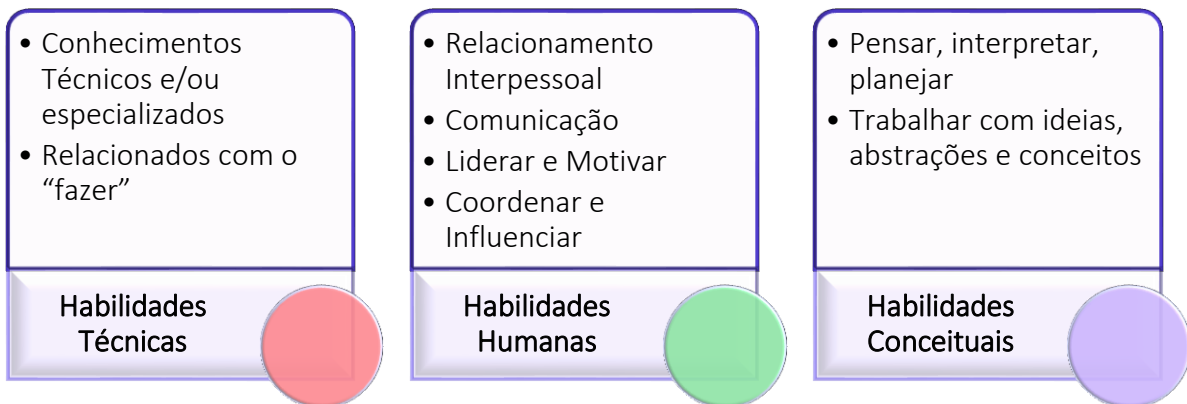 • Conhecimentos
Técnicos e/ou
especializados
• Relacionados com o
“fazer”
Habilidades
Técnicas
• Relacionamento
Interpessoal
• Comunicação
• Liderar e Motivar
• Coordenar e
Influenciar
Habilidades
Humanas
• Pensar, interpretar,
planejar
• Trabalhar com ideias,
abstrações e conceitos
Habilidades
Conceituais